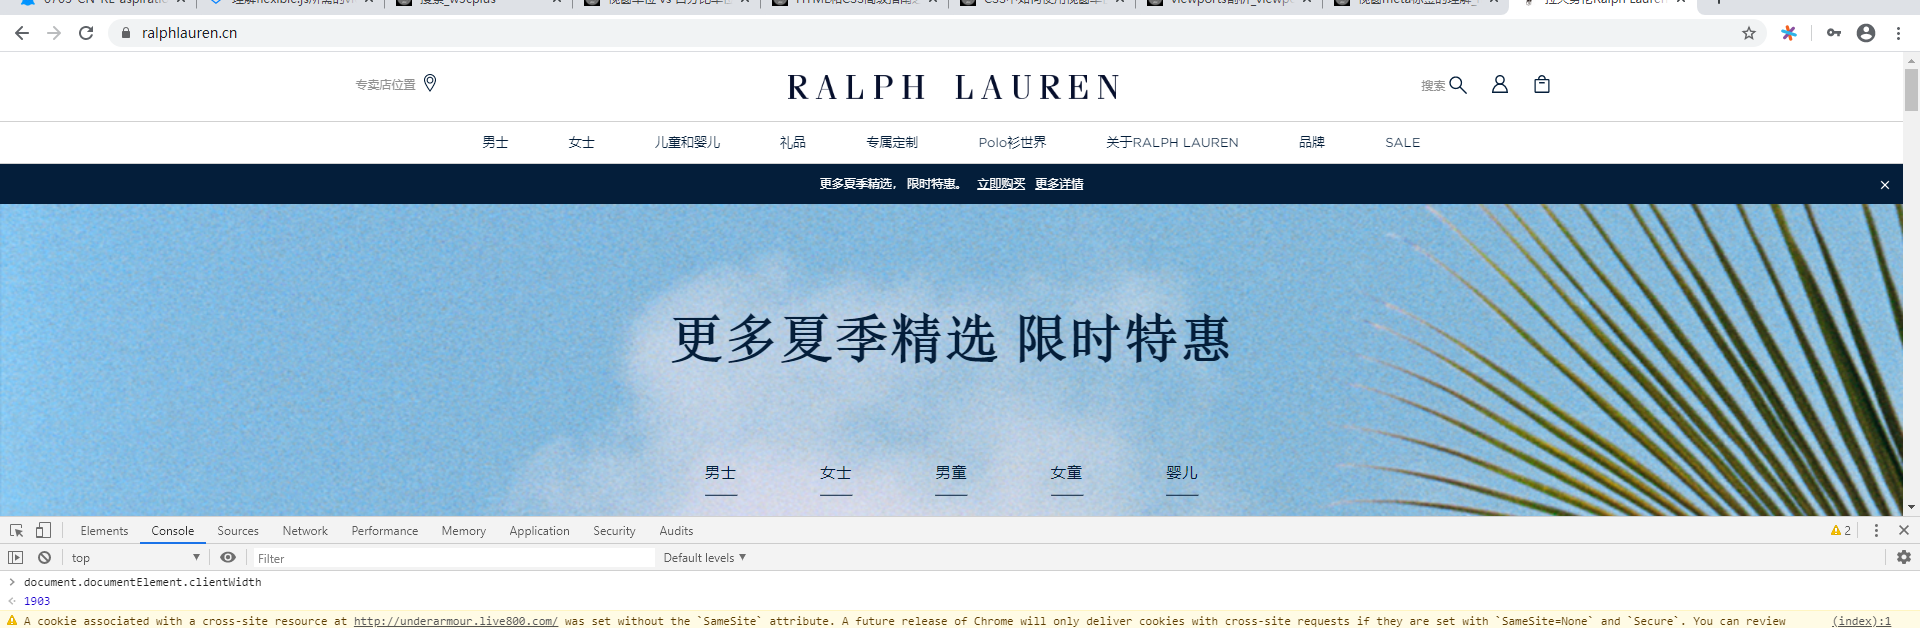 ralphlauren.cn
专卖店位置
RALPH LAUREN
搜索
男士 女士 儿童和婴儿 礼品 专属定制 Polo衫世界 关于RALPH LAUREN 品牌 SALE
更多夏季精选， 限时特惠。 立即购买 更多详情
更多夏季精选 限时特惠
男士 女士 男童 女童 婴儿
Elements Console Sources Network Performance Memory Application Security Audits 2
top Filter Default levels
document.documentElement.clientWidth
1903
A cookie associated with a cross-site resource at http://underarmour.live800.com/ was set without the `SameSite` attribute. A future release of Chrome will only deliver cookies with cross-site requests if they are set with `SameSite=None` and `Secure`. You can review (index):1